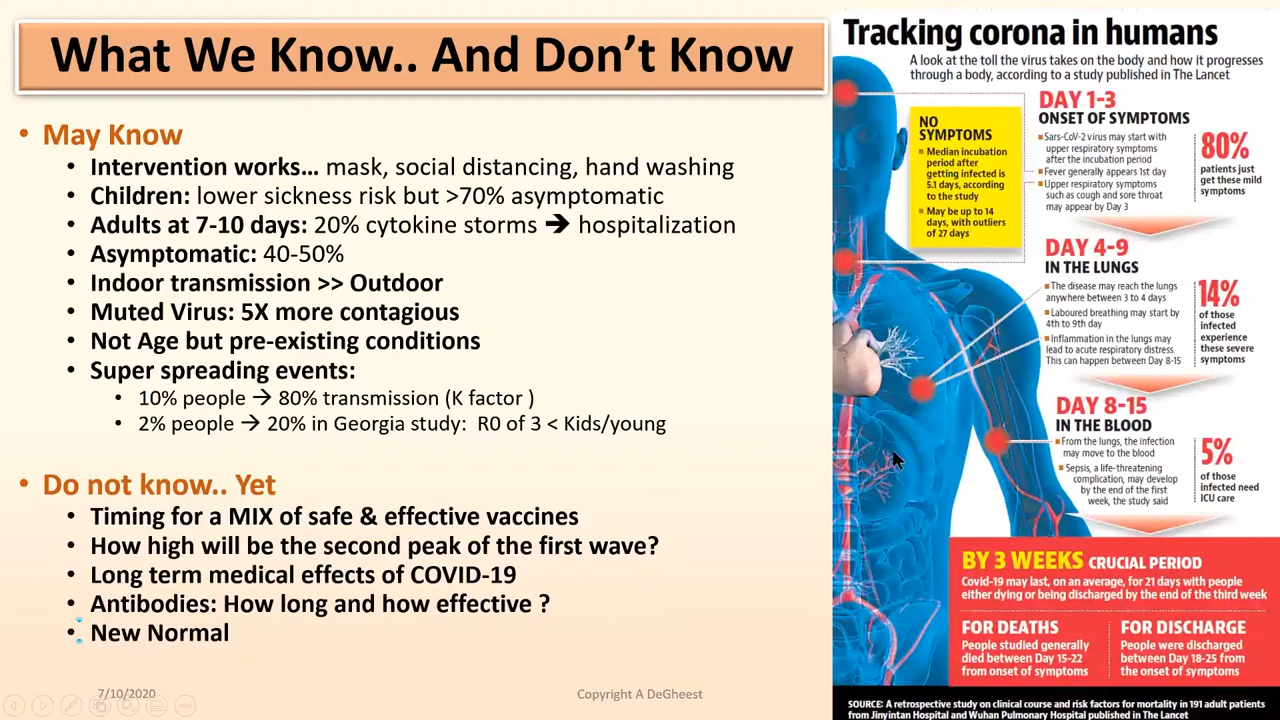 What We Know.. And Don't Know
• May Know
• Intervention works… mask, social distancing, hand washing
• Children: lower sickness risk but >70% asymptomatic
• Adults at 7-10 days: 20% cytokine storms → hospitalization
• Asymptomatic: 40-50%
• Indoor transmission >> Outdoor
• Muted Virus: 5X more contagious
• Not Age but pre-existing conditions
• Super spreading events:
• 10% people → 80% transmission (K factor )
• 2% people → 20% in Georgia study: R0 of 3 < Kids/young
• Do not know.. Yet
• Timing for a MIX of safe & effective vaccines
• How high will be the second peak of the first wave?
• Long term medical effects of COVID-19
• Antibodies: How long and how effective ?
• New Normal
7/10/2020
Copyright A DeGheest
Tracking corona in humans
A look at the toll the virus takes on the body and how it progresses
through a body, according to a study published in The Lancet
NO
SYMPTOMS
■ Median incubation
period after
getting infected is
5.1 days, according
to the study
■ May be up to 14
days, with outliers
of 27 days
DAY 1-3
ONSET OF SYMPTOMS
■ Sars-CoV-2 virus may start with
upper respiratory symptoms
after the incubation period
■ Fever generally appears 1st day
■ Upper respiratory symptoms
such as cough and sore throat
may appear by Day 3
80%
patients just
get these mild
symptoms
DAY 4-9
IN THE LUNGS
■ The disease may reach the lungs
anywhere between 3 to 4 days
■ Laboured breathing may start by
4th to 9th day
■ Inflammation in the lungs may
lead to acute respiratory distress.
This can happen between Day 8-15
14%
of those
infected
experience
these severe
symptoms
DAY 8-15
IN THE BLOOD
■ From the lungs, the infection
may move to the blood
■ Sepsis, a life-threatening
complication, may develop
by the end of the first
week, the study said
5%
of those
infected need
ICU care
BY 3 WEEKS CRUCIAL PERIOD
Covid-19 may last, on an average, for 21 days with people
either dying or being discharged by the end of the third week
FOR DEATHS
People studied generally
died between Day 15-22
from onset of symptoms
FOR DISCHARGE
People were discharged
between Day 18-25 from
the onset of symptoms
SOURCE: A retrospective study on clinical course and risk factors for mortality in 191 adult patients
from Jinyintan Hospital and Wuhan Pulmonary Hospital published in The Lancet